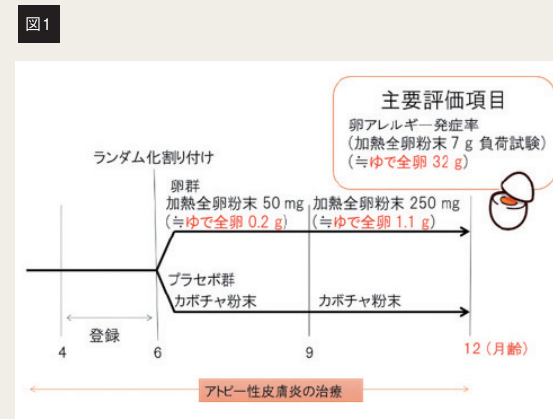 図1
主要評価項目
卵アレルギー発症率
(加熱全卵粉末7g 負荷試験)
(≒ゆで全卵 32 g)
ランダム化割り付け
卵群
加熱全卵粉末 50 mg
(≒ゆで全卵 0.2 g)
加熱全卵粉末 250 mg
(≒ゆで全卵 1.1 g)
プラセボ群
カボチャ粉末
カボチャ粉末
登録
4
6
9
12 (月齢)
アトピー性皮膚炎の治療